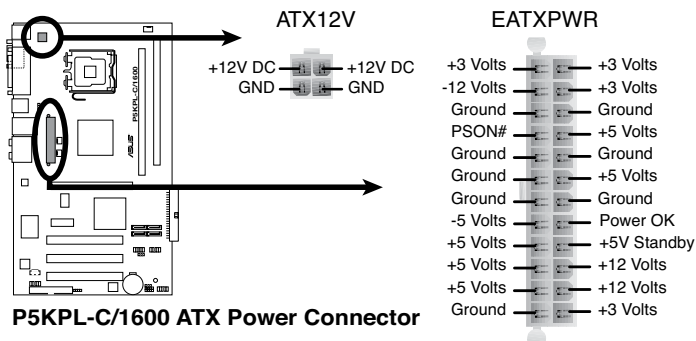 ATX12V
+12V DC +12V DC
GND GND
EATXPWR
+3 Volts +3 Volts
-12 Volts +3 Volts
Ground Ground
PSON# +5 Volts
Ground Ground
Ground +5 Volts
Ground Ground
-5 Volts Power OK
+5 Volts +5V Standby
+5 Volts +12 Volts
+5 Volts +12 Volts
Ground +3 Volts
P5KPL-C/1600
ASUS
P5KPL-C/1600 ATX Power Connector